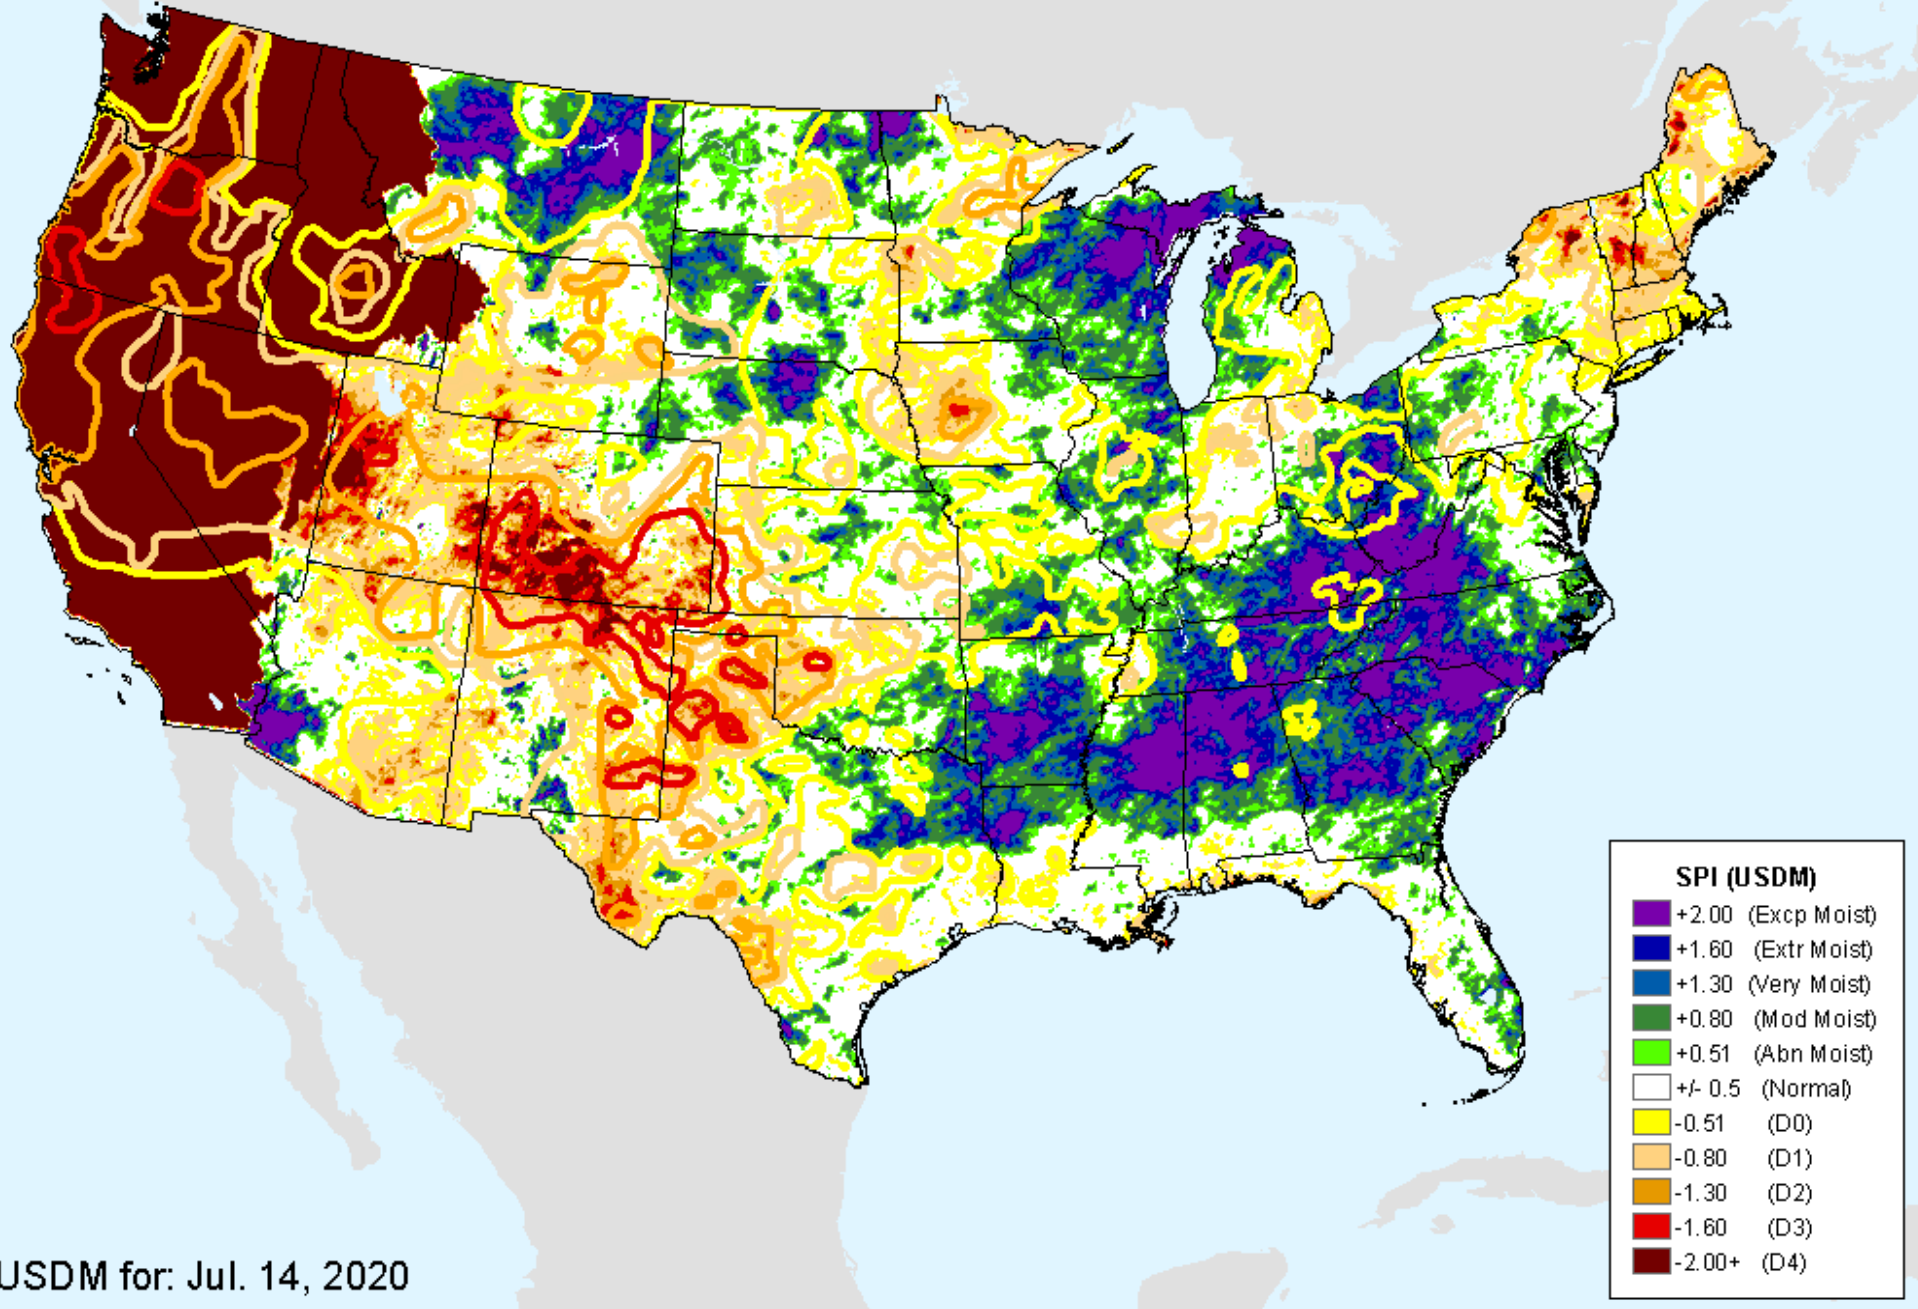 SPI (USDM)
+2.00 (Excp Moist)
+1.60 (Extr Moist)
+1.30 (Very Moist)
+0.80 (Mod Moist)
+0.51 (Abn Moist)
+/- 0.5 (Normal)
-0.51 (D0)
-0.80 (D1)
-1.30 (D2)
-1.60 (D3)
-2.00+ (D4)
USDM for: Jul. 14, 2020